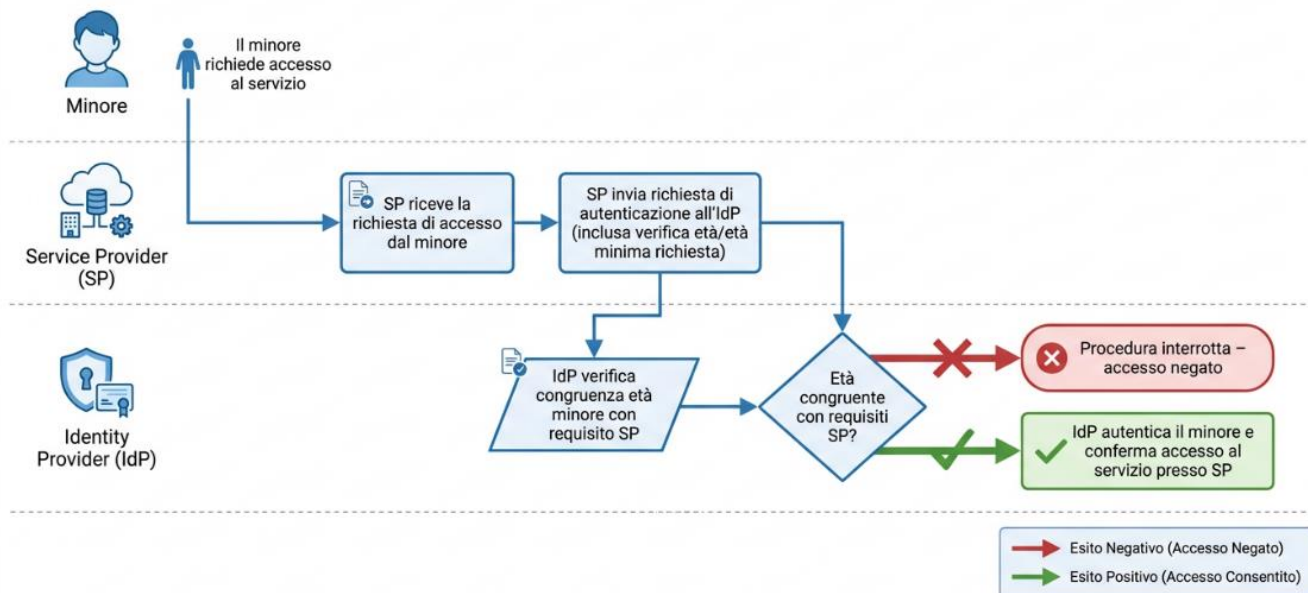 Il minore
richiede accesso
al servizio
Minore
SP riceve la
richiesta di accesso
dal minore
SP invia richiesta di
autenticazione all'IdP
(inclusa verifica età/età
minima richiesta)
Service Provider
(SP)
IdP verifica
congruenza età
minore con
requisito SP
Età
congruente
con requisiti
SP?
Procedura interrotta –
accesso negato
IdP autentica il minore e
conferma accesso al
servizio presso SP
Identity
Provider (IdP)
Esito Negativo (Accesso Negato)
Esito Positivo (Accesso Consentito)